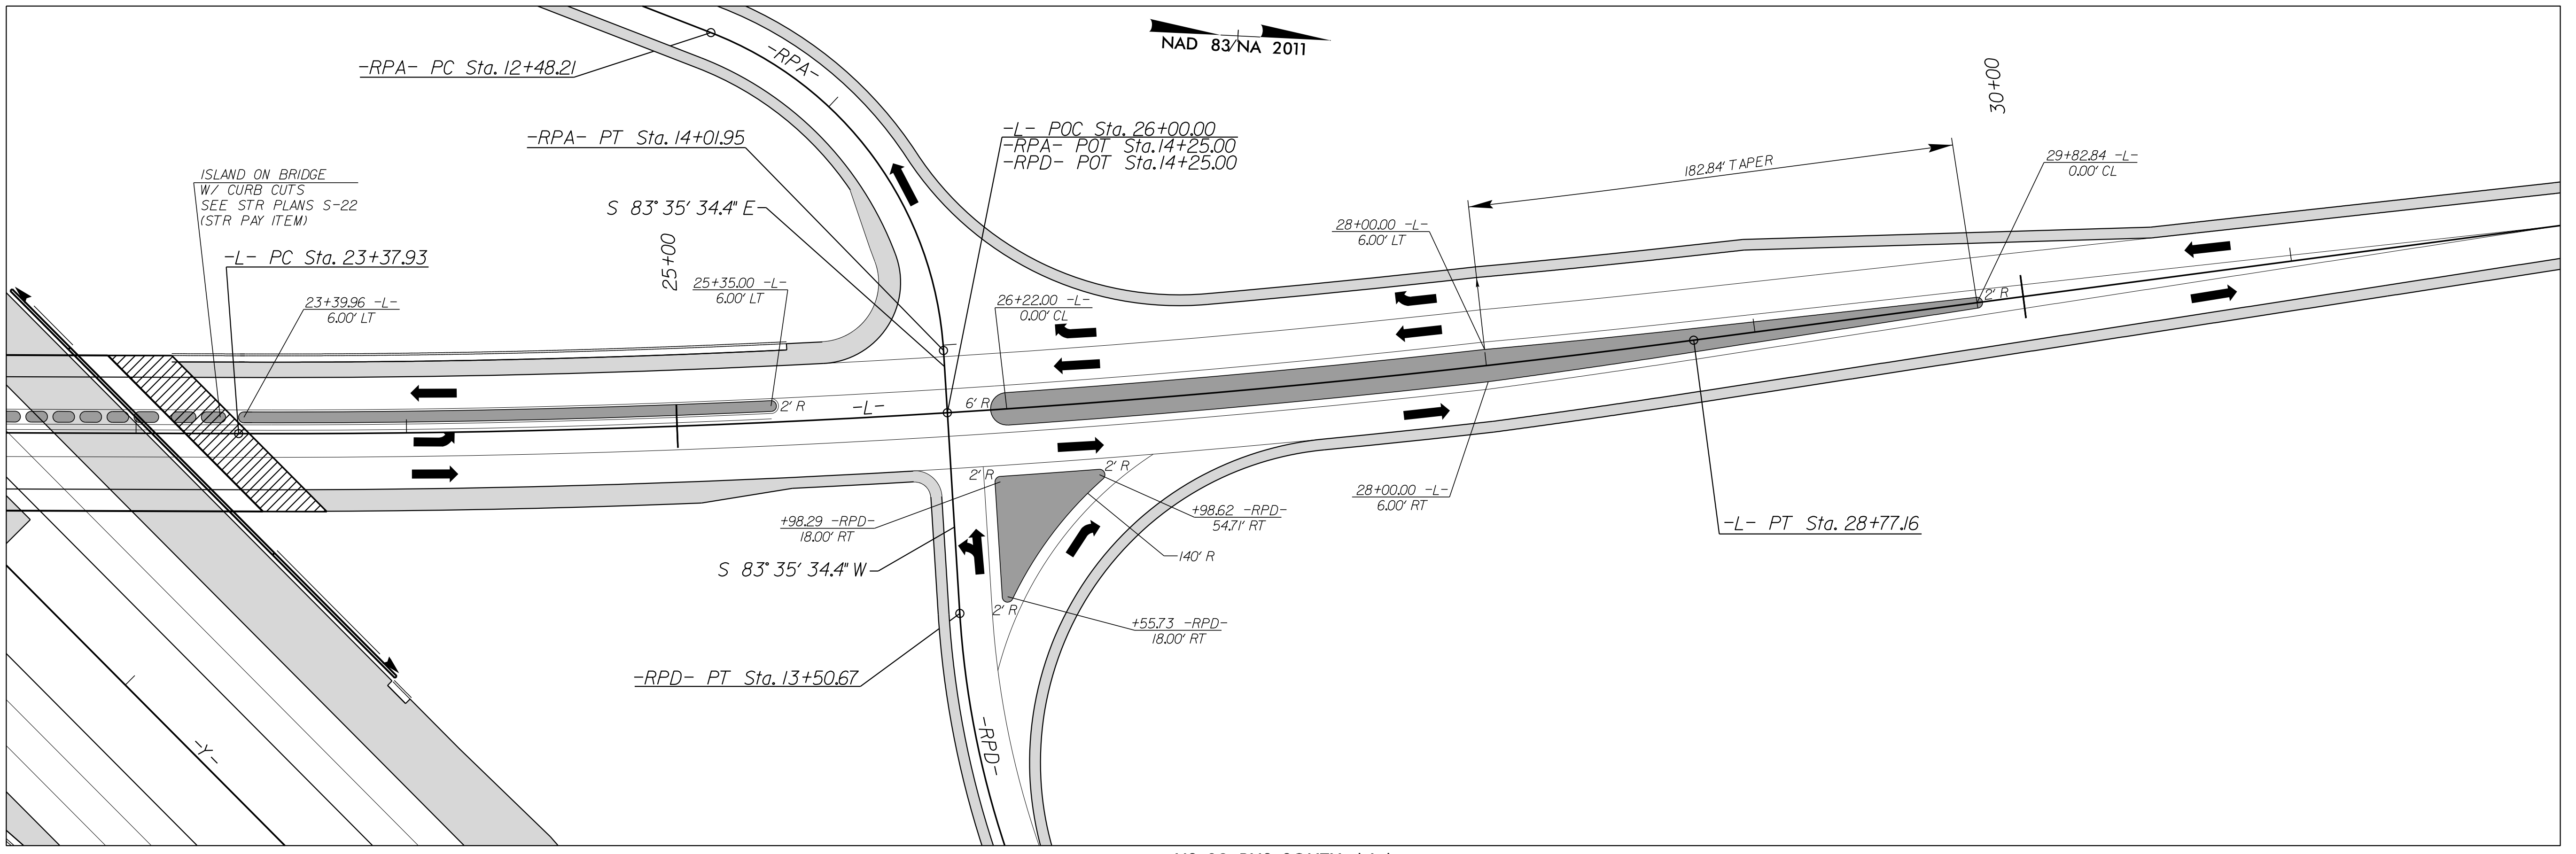 NAD 83/NA 2011
-RPA- PC Sta. 12+48.21
-RPA-
-RPA- PT Sta. 14+01.95
-L- POC Sta. 26+00.00
-RPA- POT Sta.14+25.00
-RPD- POT Sta.14+25.00
30+00
182.84' TAPER
29+82.84 -L-
0.00' CL
ISLAND ON BRIDGE
W/ CURB CUTS
SEE STR PLANS S-22
(STR PAY ITEM)
S 83° 35' 34.4" E
28+00.00 -L-
6.00' LT
-L- PC Sta. 23+37.93
25+00
25+35.00 -L-
6.00' LT
23+39.96 -L-
6.00' LT
26+22.00 -L-
0.00' CL
2' R
2' R
-L-
6' R
2' R
2' R
28+00.00 -L-
6.00' RT
+98.29 -RPD-
18.00' RT
+98.62 -RPD-
54.71' RT
-L- PT Sta. 28+77.16
140' R
S 83° 35' 34.4" W
2' R
+55.73 -RPD-
18.00' RT
-RPD- PT Sta. 13+50.67
-RPD-
-Y-